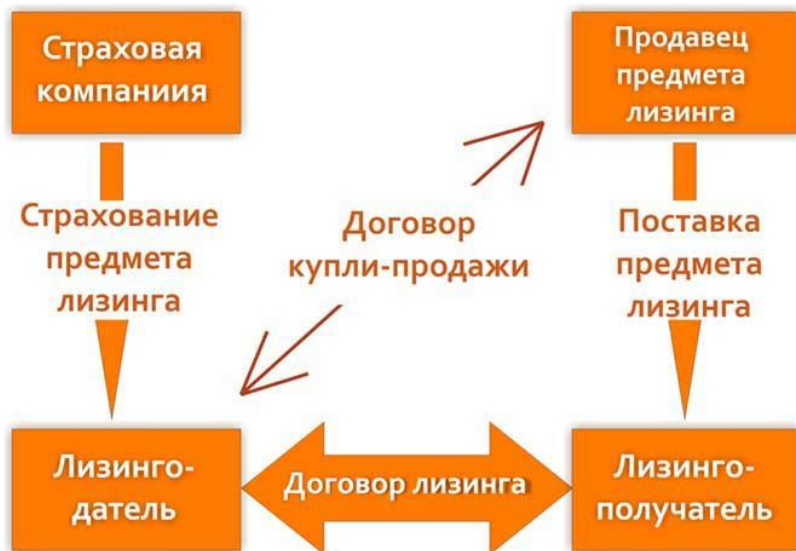 Страховая
компаниия
Продавец
предмета
лизинга
Страхование
предмета
лизинга
Договор
купли-продажи
Поставка
предмета
лизинга
Лизинго-
датель
Договор лизинга
Лизинго-
получатель